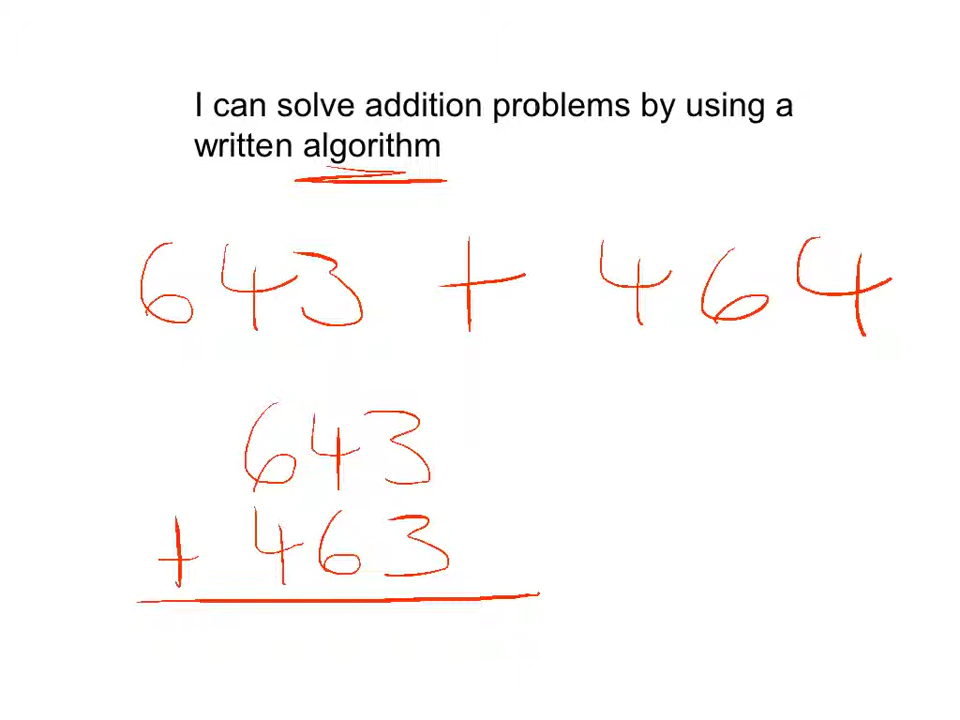 I can solve addition problems by using a
written algorithm
643 + 464
643
+ 463